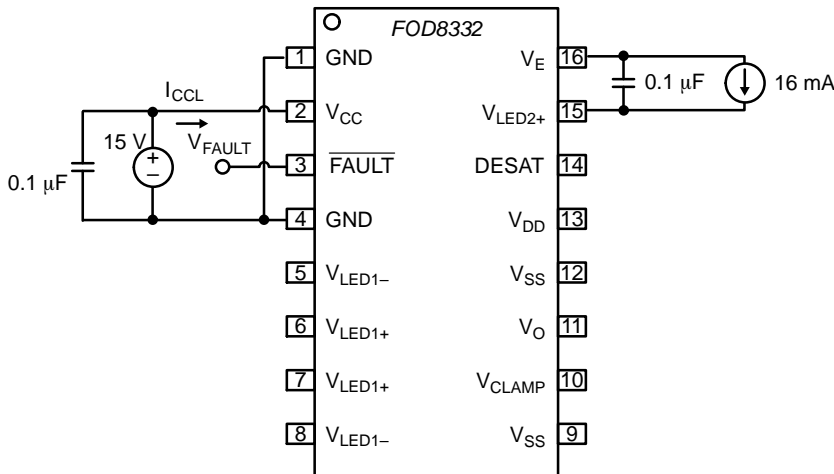 FOD8332
1 GND
2 VCC
3 FAULT
4 GND
5 VLED1–
6 VLED1+
7 VLED1+
8 VLED1–
16 VE
15 VLED2+
14 DESAT
13 VDD
12 VSS
11 VO
10 VCLAMP
9 VSS
ICCL
15 V
+
–
VFAULT
0.1 μF
0.1 μF
16 mA